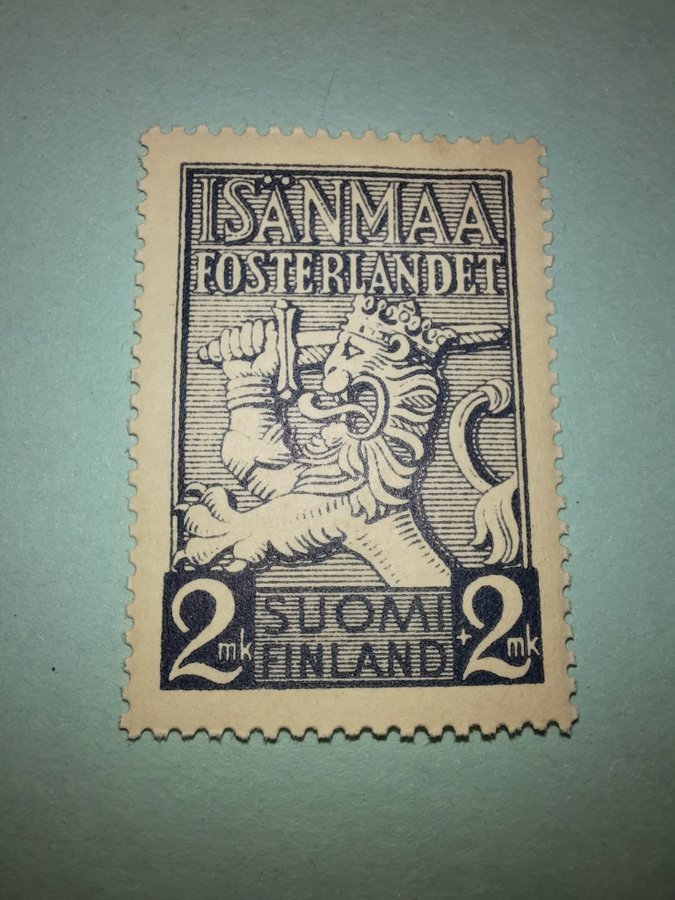 ISÄNMAA
FOSTERLANDET
2 mk SUOMI FINLAND + 2 mk